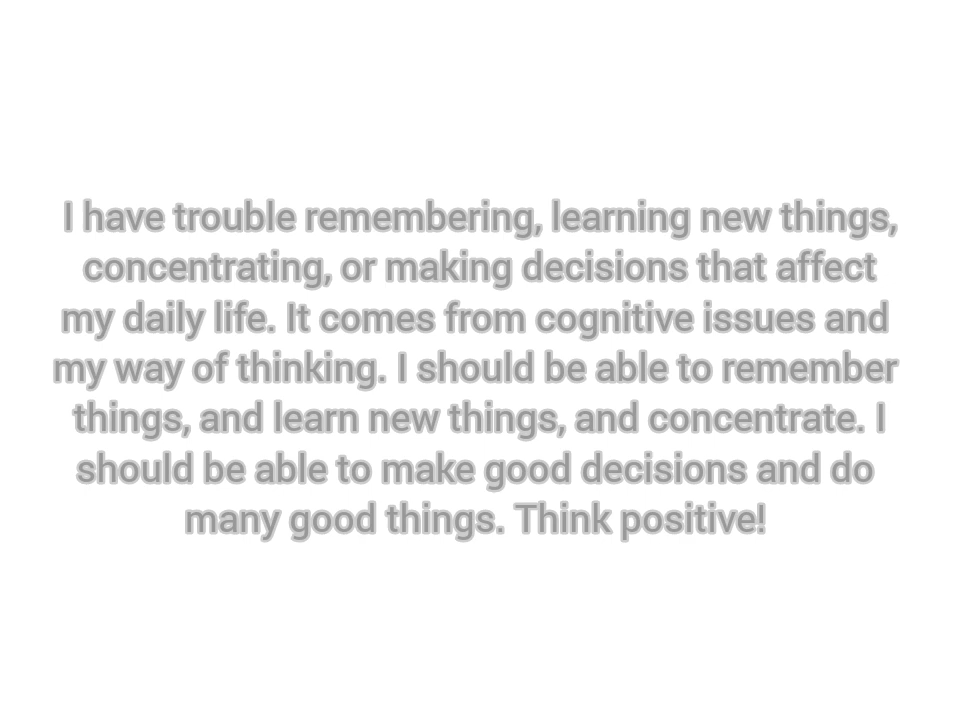 I have trouble remembering, learning new things,
concentrating, or making decisions that affect
my daily life. It comes from cognitive issues and
my way of thinking. I should be able to remember
things, and learn new things, and concentrate. I
should be able to make good decisions and do
many good things. Think positive!